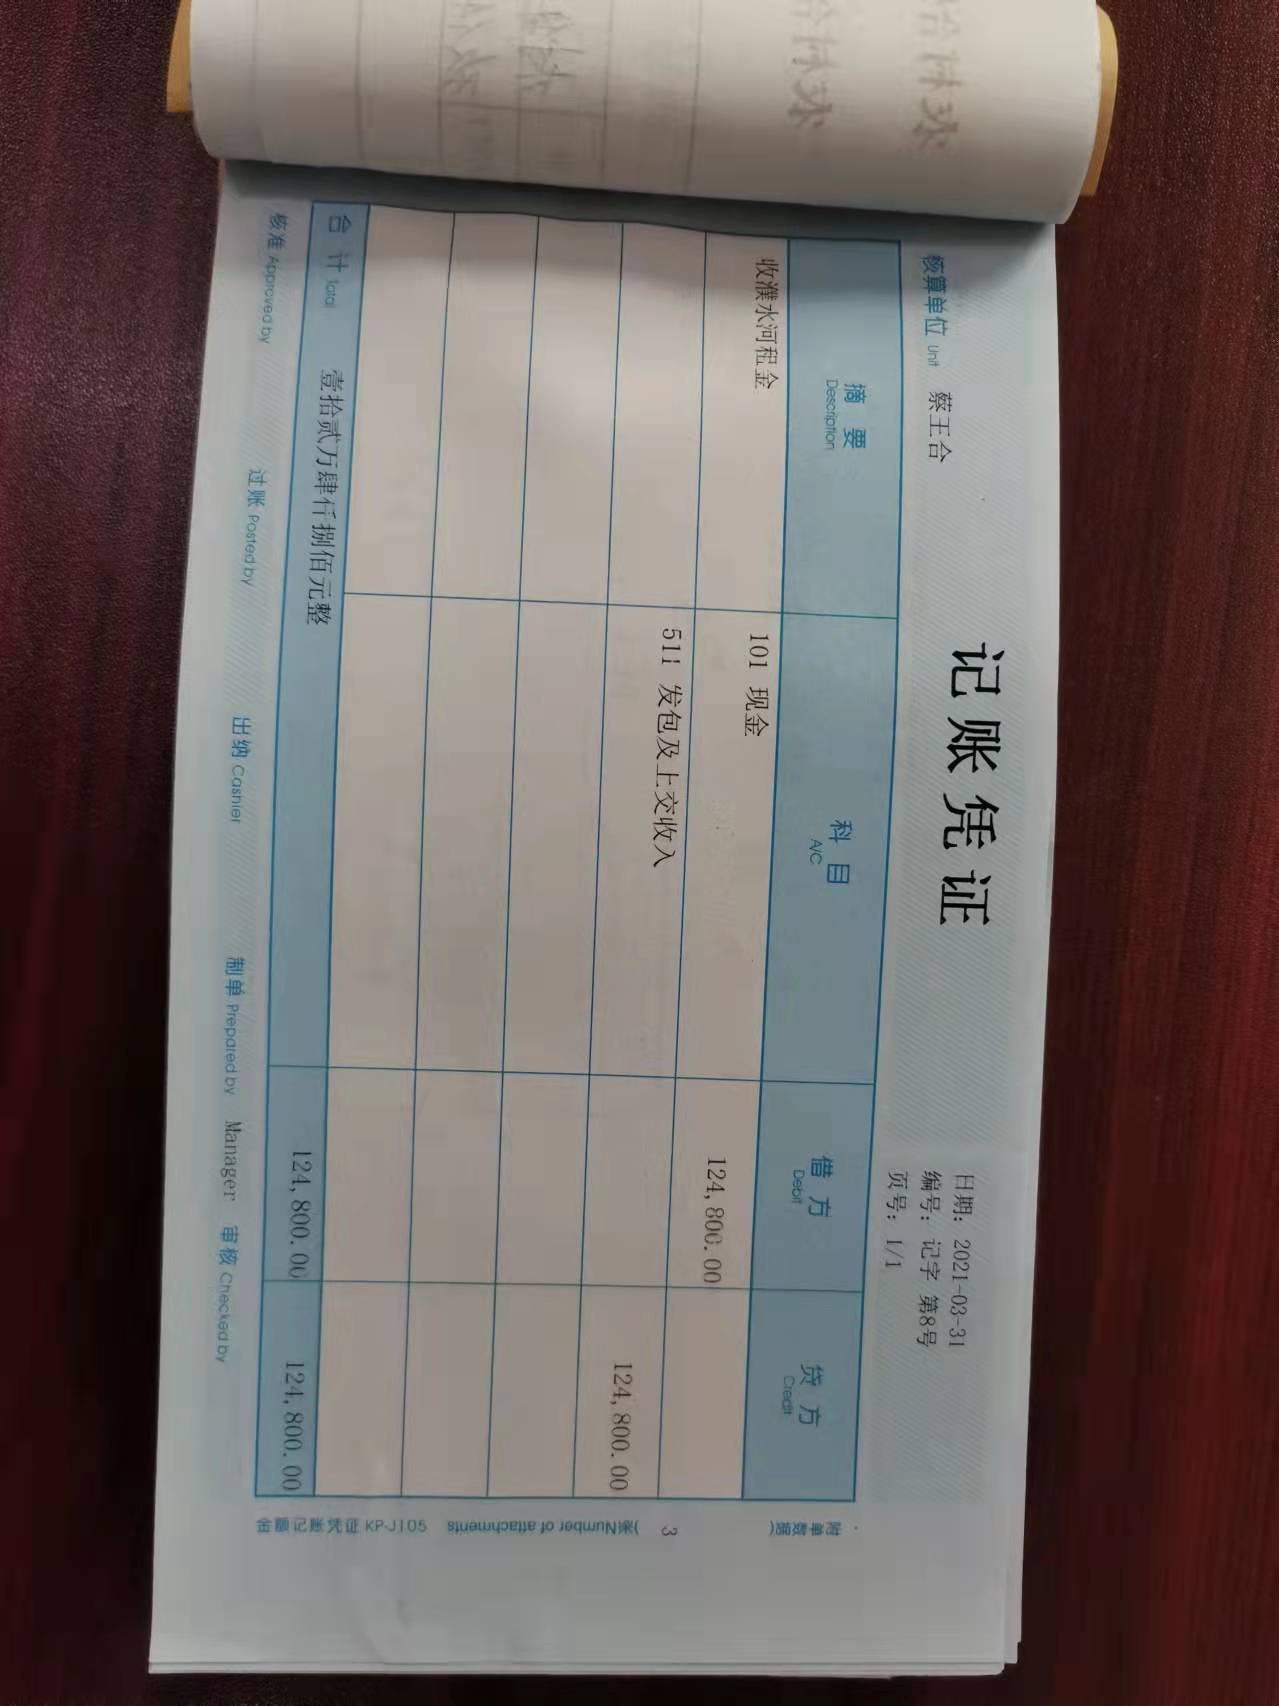 记账凭证
日期：2021-03-31
编号：记字 第8号
页号：1/1
核算单位 Unit 蔡王合
摘要 Description 科目 A/C 借方 Debit 贷方 Credit
收濮水河租金 101 现金 124,800.00
511 发包及上交收入 124,800.00
合计 Total 壹拾贰万肆仟捌佰元整 124,800.00 124,800.00
核准 Approved by 过账 Posted by 出纳 Cashier 制单 Prepared by Manager 审核 Checked by
附单数据( 3 )张(Number of attachments
金额记账凭证 KP-J105